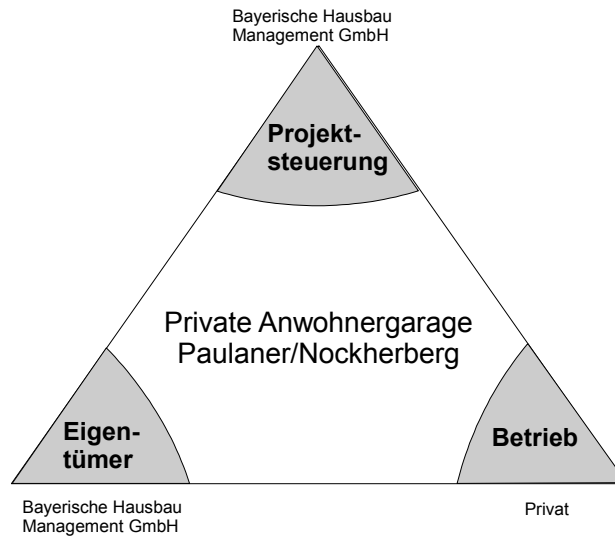 Bayerische Hausbau
Management GmbH
Projekt-
steuerung
Private Anwohnergarage
Paulaner/Nockherberg
Eigen-
tümer
Betrieb
Bayerische Hausbau
Management GmbH
Privat